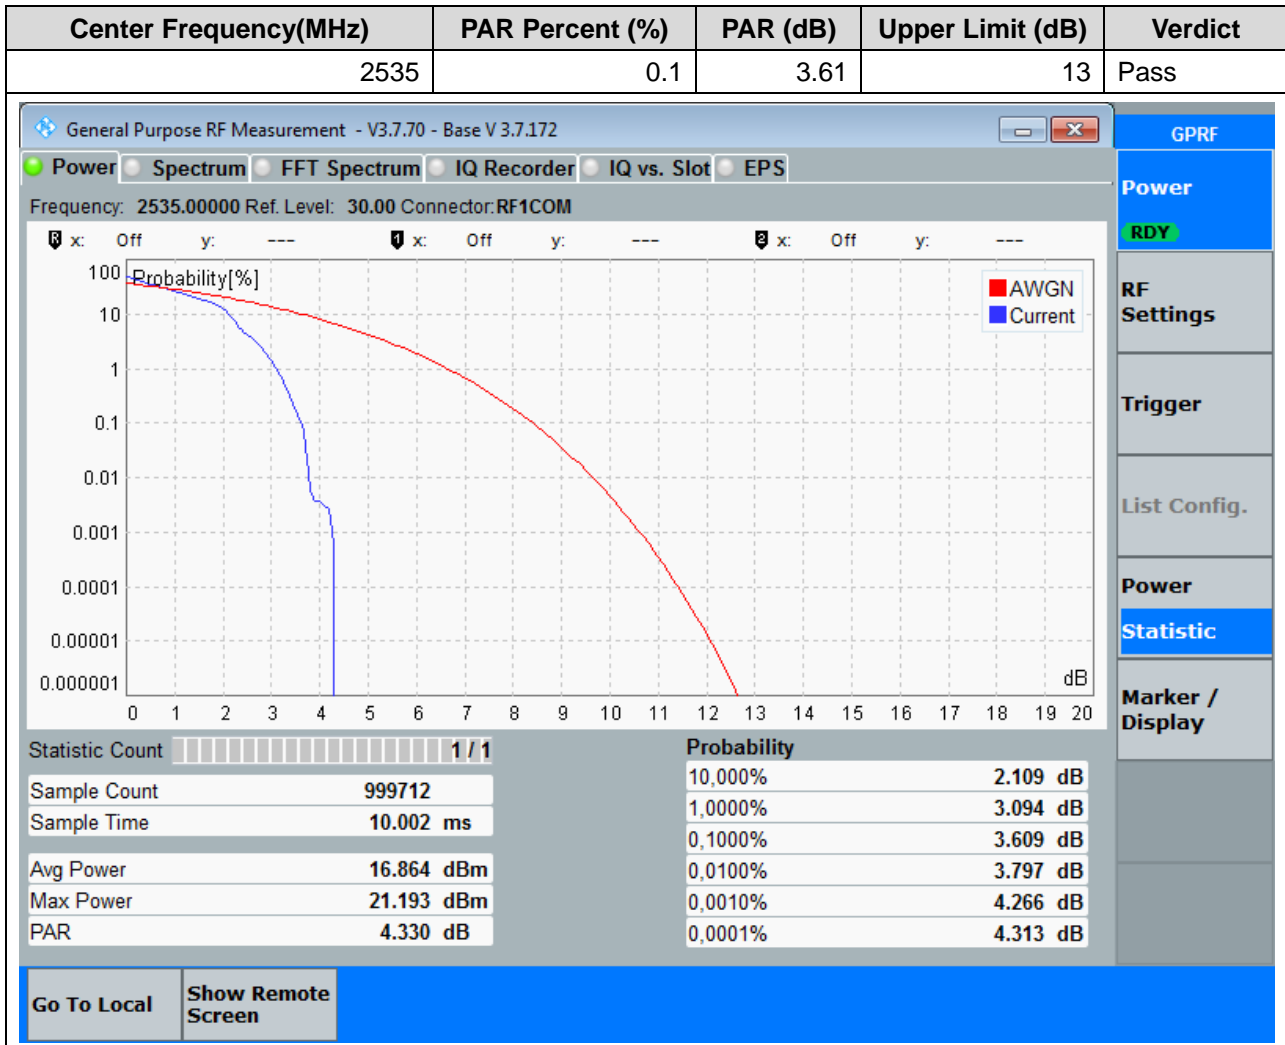 Center Frequency(MHz) PAR Percent (%) PAR (dB) Upper Limit (dB) Verdict
2535 0.1 3.61 13 Pass
General Purpose RF Measurement - V3.7.70 - Base V 3.7.172
GPRF
Power Spectrum FFT Spectrum IQ Recorder IQ vs. Slot EPS
Power
RDY
Frequency: 2535.00000 Ref. Level: 30.00 Connector:RF1COM
R x: Off y: --- 1 x: Off y: --- 2 x: Off y: ---
Probability[%]
AWGN
Current
100
10
1
0.1
0.01
0.001
0.0001
0.00001
0.000001
dB
0 1 2 3 4 5 6 7 8 9 10 11 12 13 14 15 16 17 18 19 20
RF
Settings
Trigger
List Config.
Power
Statistic
Marker /
Display
Statistic Count 1 / 1
Sample Count 999712
Sample Time 10.002 ms
Avg Power 16.864 dBm
Max Power 21.193 dBm
PAR 4.330 dB
Probability
10,000% 2.109 dB
1,0000% 3.094 dB
0,1000% 3.609 dB
0,0100% 3.797 dB
0,0010% 4.266 dB
0,0001% 4.313 dB
Go To Local
Show Remote
Screen